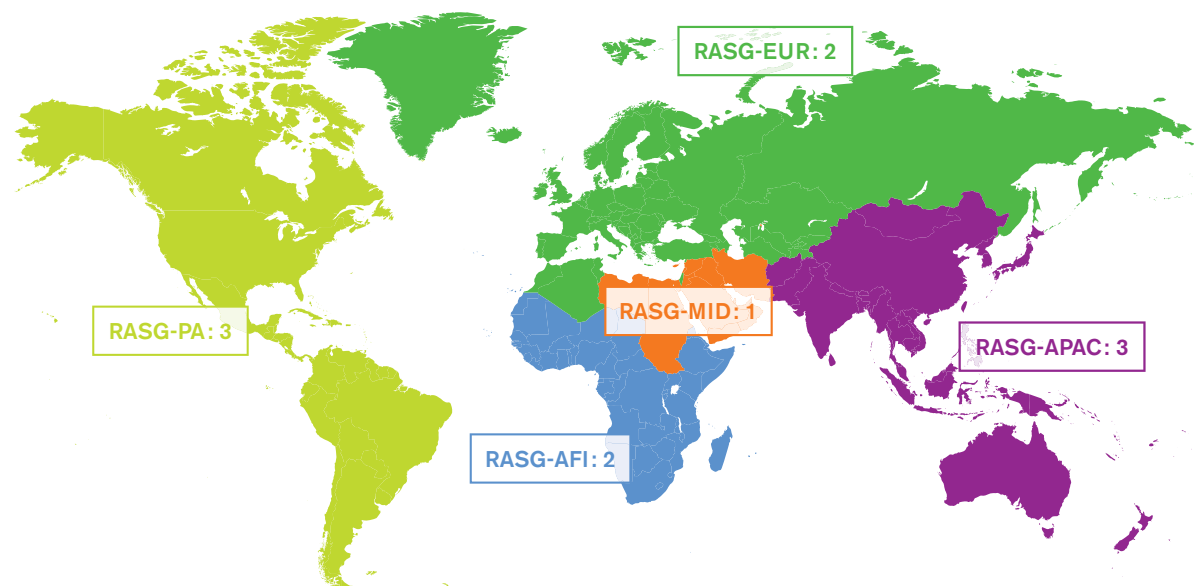 RASG-EUR: 2
RASG-MID: 1
RASG-PA: 3
RASG-APAC: 3
RASG-AFI: 2